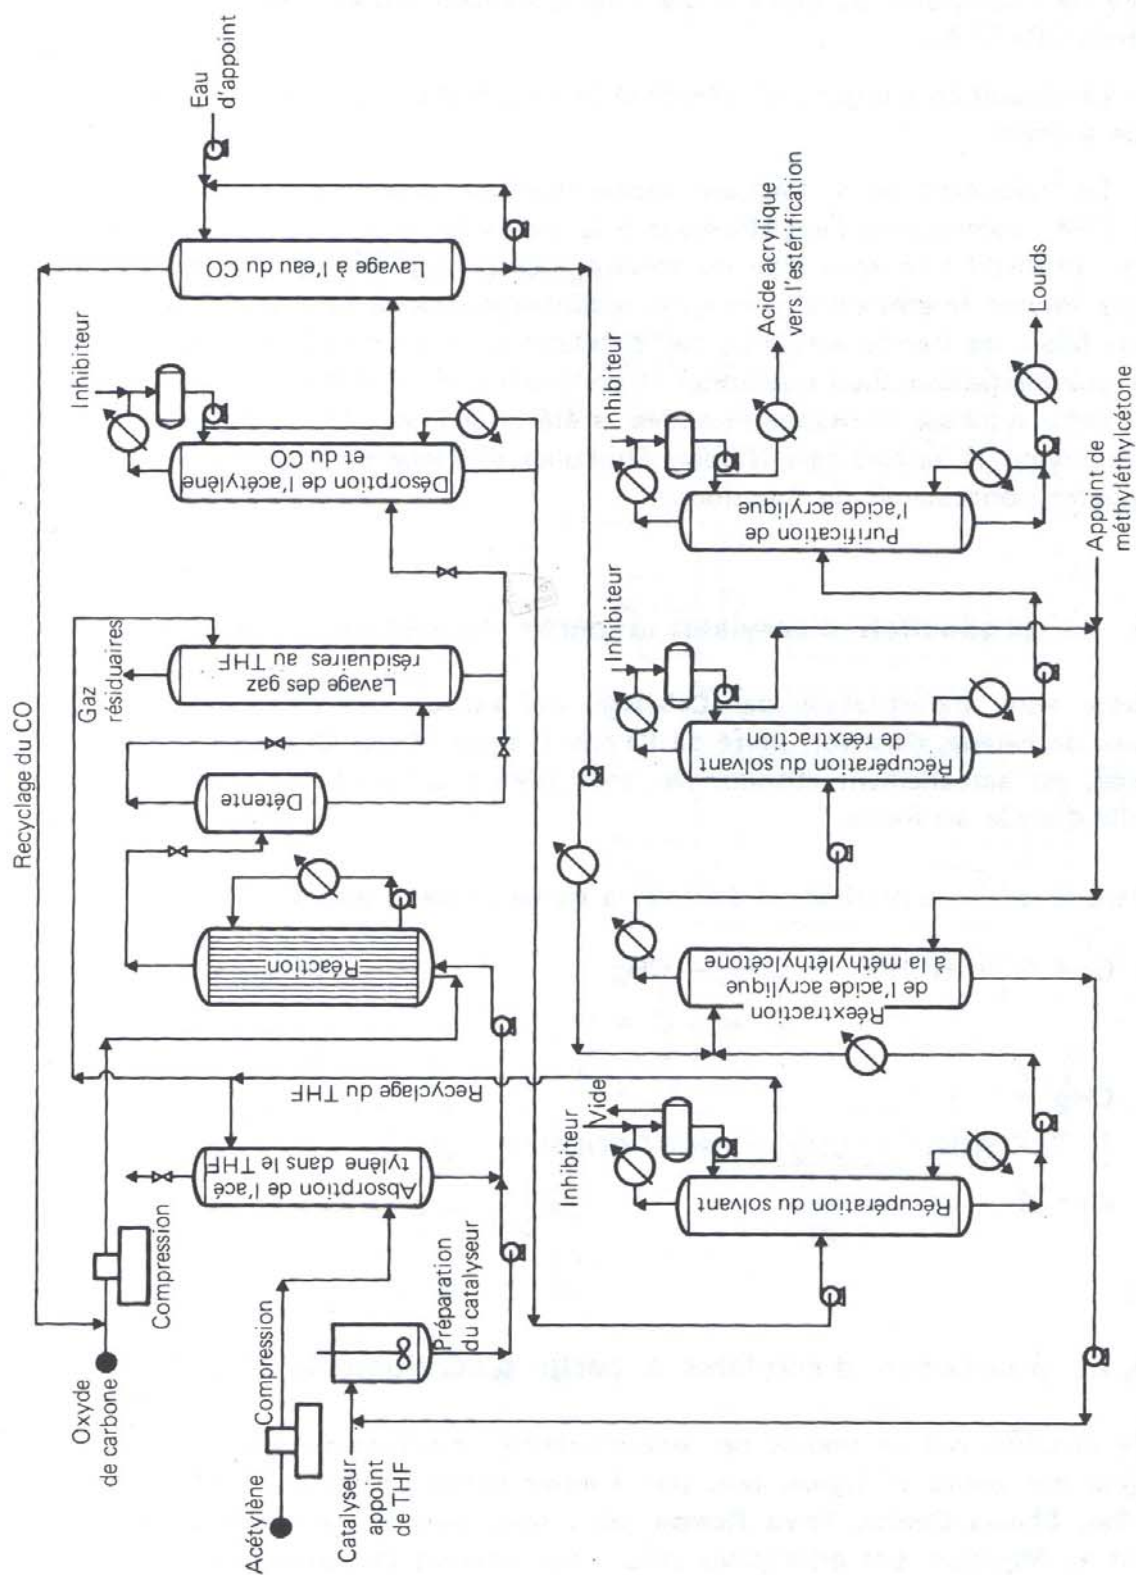 Recyclage du CO
Eau
d'appoint
Gaz
résiduaires
Inhibiteur
Lavage à l'eau du CO
Désorption de l'acétylène
et du CO
Lavage des gaz
résiduaires au THF
Détente
Réaction
Oxyde
de carbone
Compression
Absorption de l'acé
tylène dans le THF
Recyclage du THF
Acétylène
Compression
Catalyseur
appoint
de THF
Préparation
du catalyseur
Inhibiteur
Vide
Récupération du solvant
Réextraction
de l'acide acrylique
à la méthyléthylcétone
Inhibiteur
Récupération du solvant
de réextraction
Inhibiteur
Purification de
l'acide acrylique
Acide acrylique
vers l'estérification
Lourds
Appoint de
méthyléthylcétone